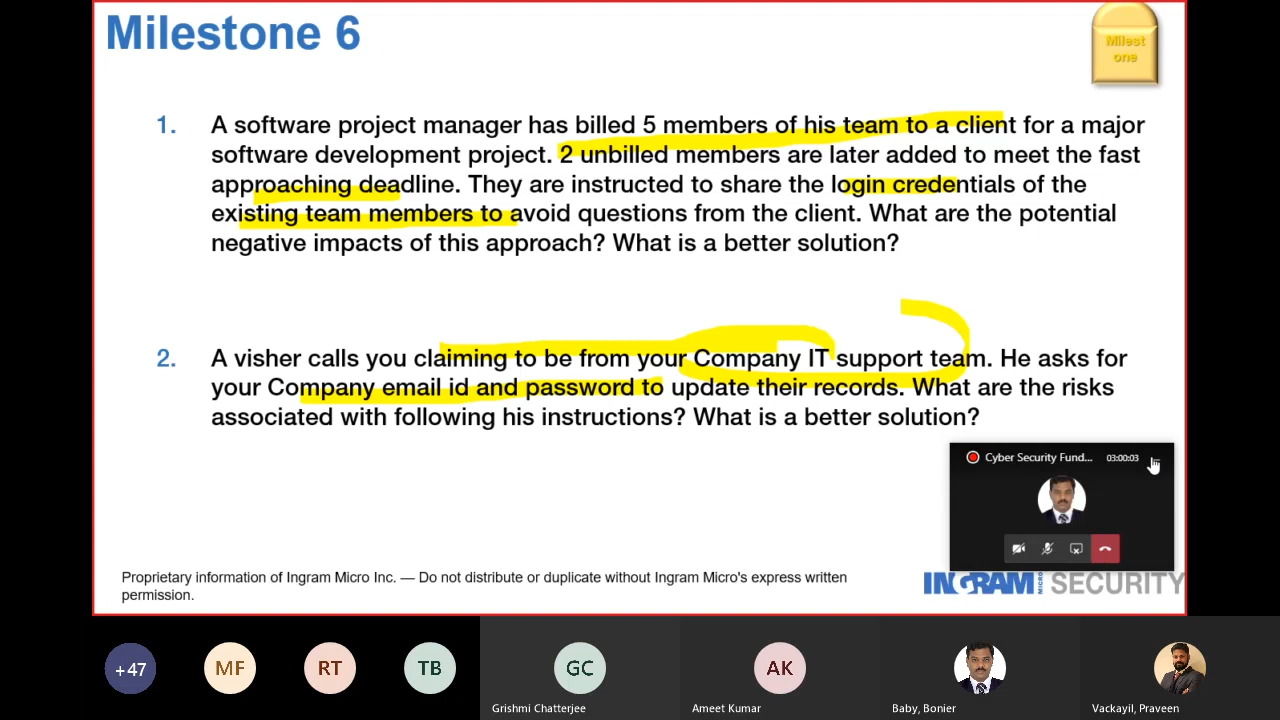 Milestone 6
Milest
one
1. A software project manager has billed 5 members of his team to a client for a major
software development project. 2 unbilled members are later added to meet the fast
approaching deadline. They are instructed to share the login credentials of the
existing team members to avoid questions from the client. What are the potential
negative impacts of this approach? What is a better solution?
2. A visher calls you claiming to be from your Company IT support team. He asks for
your Company email id and password to update their records. What are the risks
associated with following his instructions? What is a better solution?
Cyber Security Fund... 03:00:03
Proprietary information of Ingram Micro Inc. — Do not distribute or duplicate without Ingram Micro's express written
permission.
INGRAM MICRO SECURITY
+47 MF RT TB GC AK
Grishmi Chatterjee Ameet Kumar Baby, Bonier Vackayil, Praveen